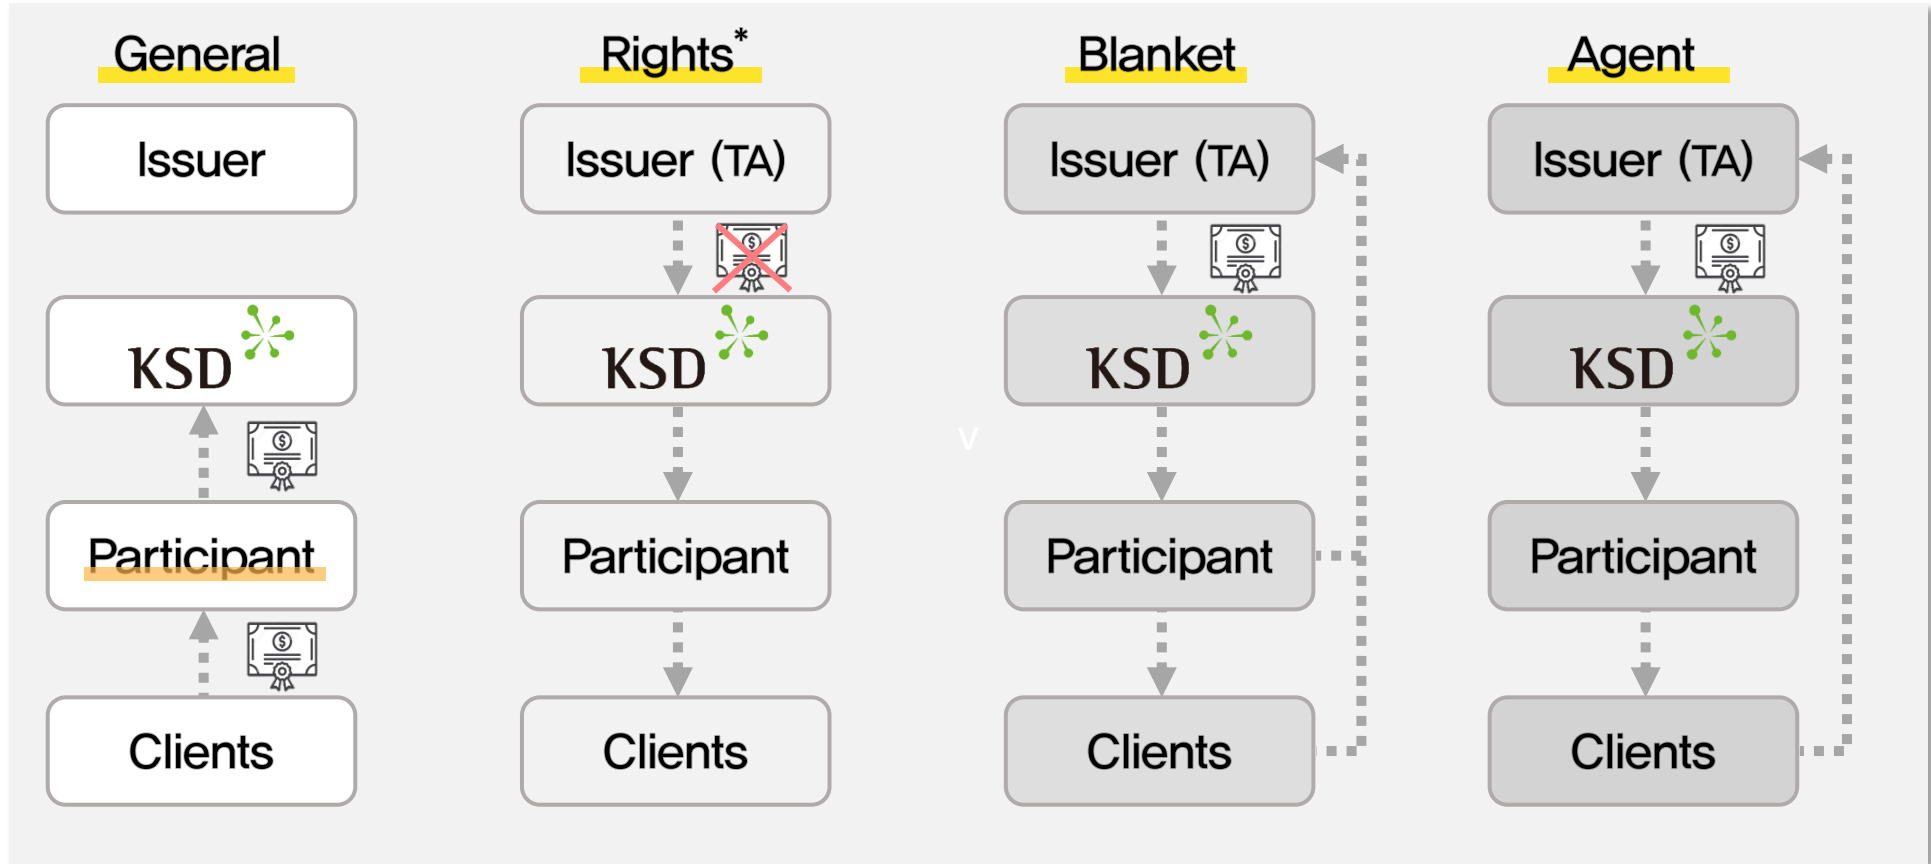 General
Issuer
KSD
Participant
Clients
Rights*
Issuer (TA)
KSD
Participant
Clients
v
Blanket
Issuer (TA)
KSD
Participant
Clients
Agent
Issuer (TA)
KSD
Participant
Clients